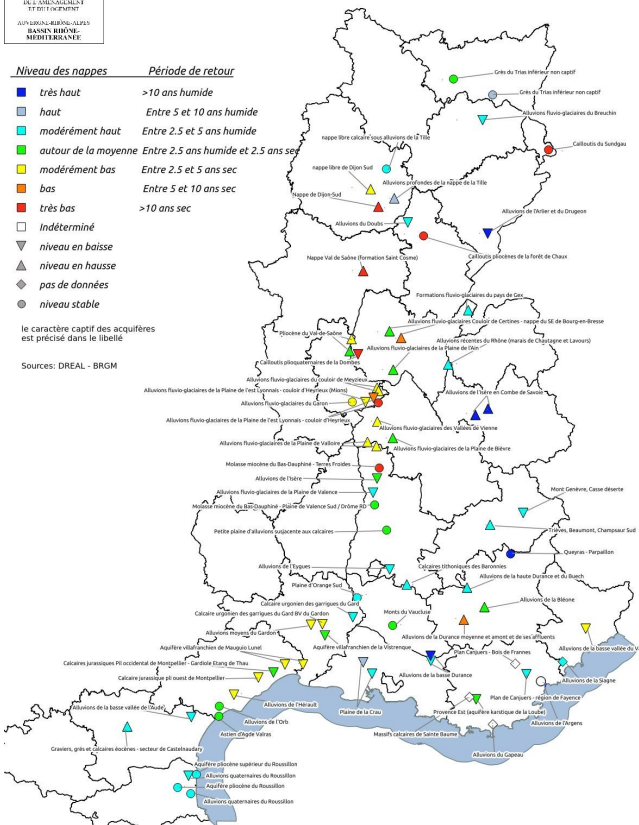 DE L'AMENAGEMENT
ET DU LOGEMENT
AUVERGNE-RHÔNE-ALPES
BASSIN RHÔNE-
MÉDITERRANEE
Niveau des nappes Période de retour
très haut >10 ans humide
haut Entre 5 et 10 ans humide
modérément haut Entre 2.5 et 5 ans humide
autour de la moyenne Entre 2.5 ans humide et 2.5 ans sec
modérément bas Entre 2.5 et 5 ans sec
bas Entre 5 et 10 ans sec
très bas >10 ans sec
Indéterminé
niveau en baisse
niveau en hausse
pas de données
niveau stable
le caractère captif des acquifères
est précisé dans le libellé
Sources: DREAL - BRGM
Grès du Trias inférieur non captif
Grès du Trias inférieur non captif
Alluvions fluvio-glaciaires du Breuchin
Cailloutis du Sundgau
nappe libre calcaire sous alluvions de la Tille
nappe libre de Dijon Sud
Alluvions profondes de la nappe de la Tille
Nappe de Dijon-Sud
Alluvions de l'Arlier et du Drugeon
Alluvions du Doubs
Cailloutis pliocènes de la forêt de Chaux
Nappe Val de Saône (formation Saint Cosme)
Formations fluvio-glaciaires du pays de Gex
Alluvions fluvio-glaciaires Couloir de Certines - nappe du SE de Bourg-en-Bresse
Pliocène du Val-de-Saône
Alluvions récentes du Rhône (marais de Chautagne et Lavours)
Alluvions fluvio-glaciaires de la Plaine de l'Ain
Cailloutis plioquaternaires de la Dombes
Alluvions fluvio-glaciaires du couloir de Meyzieux
Alluvions fluvio-glaciaires de la Plaine de l'est Lyonnais - couloir d'Heyrieux (Mions)
Alluvions de l'Isère en Combe de Savoie
Alluvions fluvio-glaciaires du Garon
Alluvions fluvio-glaciaires de la Plaine de l'est Lyonnais - couloir d'Heyrieux
Alluvions fluvio-glaciaires des Vallées de Vienne
Alluvions fluvio-glaciaires de la Plaine de Valloire
Alluvions fluvio-glaciaires de la Plaine de Bièvre
Molasse miocène du Bas-Dauphiné - Terres Froides
Alluvions de l'Isère
Alluvions fluvio-glaciaires de la Plaine de Valence
Mont Genèvre, Casse déserte
Molasse miocène du Bas-Dauphiné - Plaine de Valence Sud / Drôme RD
Petite plaine d'alluvions susjacente aux calcaires
Trièves, Beaumont, Champsaur Sud
Queyras - Parpaillon
Alluvions de l'Eygues
Calcaires tithoniques des Baronnies
Alluvions de la haute Durance et du Buech
Plaine d'Orange Sud
Alluvions de la Bléone
Calcaire urgonien des garrigues du Gard
Calcaire urgonien des garrigues du Gard BV du Gardon
Monts du Vaucluse
Alluvions moyens du Gardon
Alluvions de la Durance moyenne et amont et de ses affluents
Aquifère villafranchien de Mauguio Lunel
Aquifère villafranchien de la Vistrenque
Alluvions de la basse vallée du V
Plan Canjuers - Bois de Frannes
Calcaires jurassiques Pli occidental de Montpellier - Gardiole Etang de Thau
Alluvions de la basse Durance
Calcaire jurassique pli ouest de Montpellier
Alluvions de la Siagne
Plan de Canjuers - région de Fayence
Alluvions de l'Hérault
Alluvions de la basse vallée de l'Aude
Plaine de la Crau
Provence Est (aquifère karstique de la Loube)
Alluvions de l'Orb
Alluvions de l'Argens
Astien d'Agde Valras
Massifs calcaires de Sainte Baume
Graviers, grès et calcaires éocènes - secteur de Castelnaudary
Alluvions du Gapeau
Aquifère pliocène supérieur du Roussillon
Alluvions quaternaires du Roussillon
Aquifère pliocène du Roussillon
Alluvions quaternaires du Roussillon